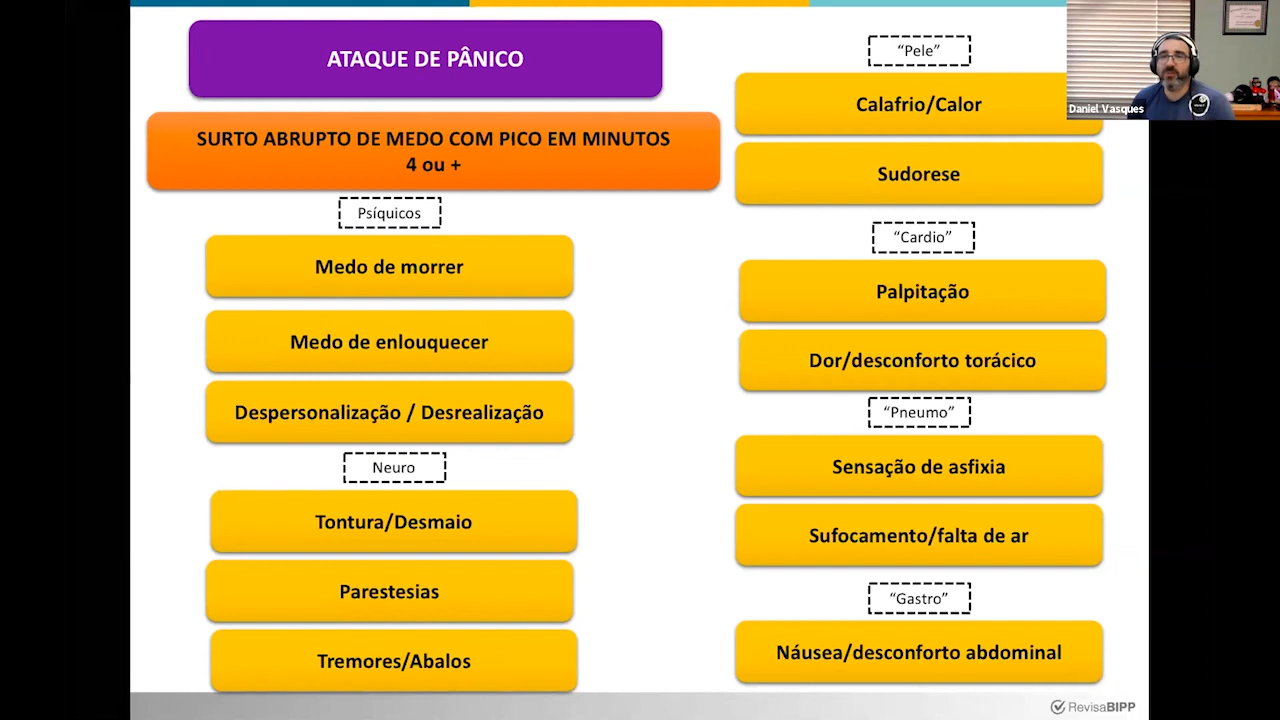 ATAQUE DE PÂNICO
SURTO ABRUPTO DE MEDO COM PICO EM MINUTOS
4 ou +
Psíquicos
Medo de morrer
Medo de enlouquecer
Despersonalização / Desrealização
Neuro
Tontura/Desmaio
Parestesias
Tremores/Abalos
“Pele”
Calafrio/Calor
Sudorese
“Cardio”
Palpitação
Dor/desconforto torácico
“Pneumo”
Sensação de asfixia
Sufocamento/falta de ar
“Gastro”
Náusea/desconforto abdominal
Daniel Vasques
RevisaBIPP